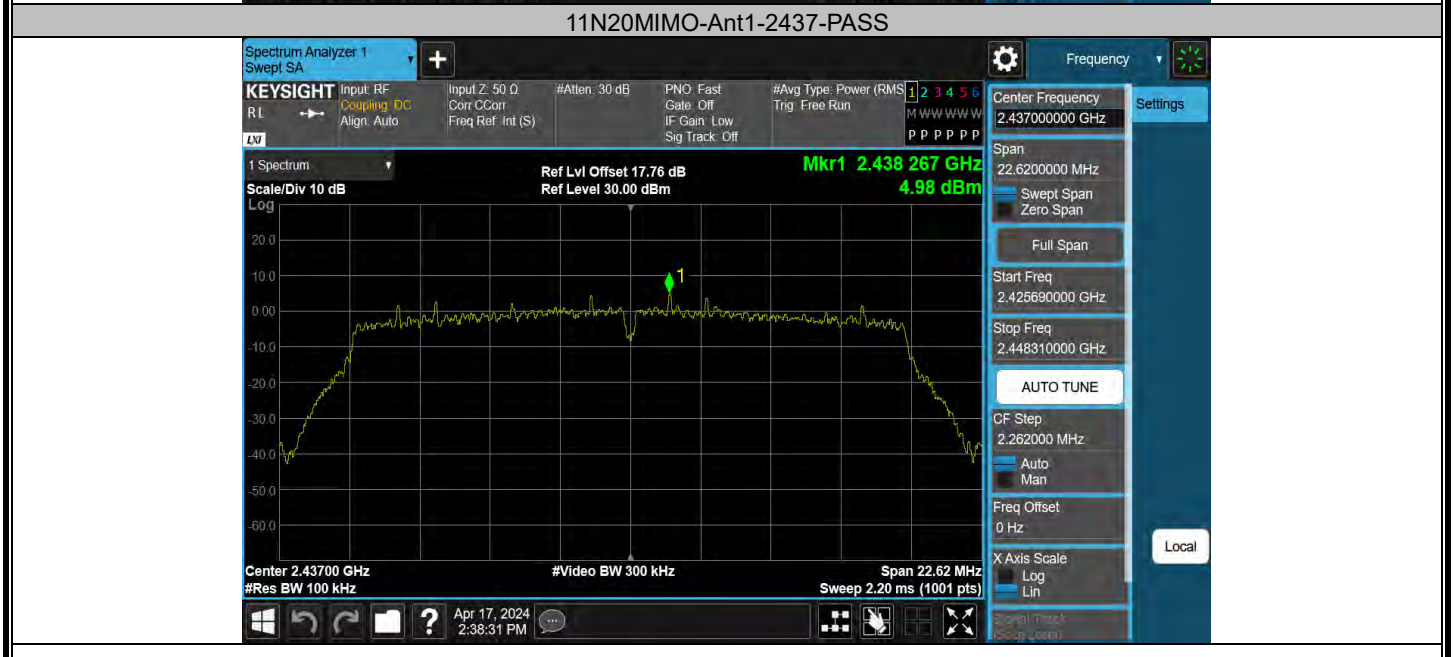 11N20MIMO-Ant1-2437-PASS
Spectrum Analyzer 1
Swept SA
+
Frequency
KEYSIGHT
R L
LXI
Input: RF
Coupling: DC
Align: Auto
Input Z: 50 Ω
Corr CCorr
Freq Ref: Int (S)
#Atten: 30 dB
PNO: Fast
Gate: Off
IF Gain: Low
Sig Track: Off
#Avg Type: Power (RMS
Trig: Free Run
1 2 3 4 5 6
M W W W W W
P P P P P P
1 Spectrum
Scale/Div 10 dB
Log
Ref Lvl Offset 17.76 dB
Ref Level 30.00 dBm
Mkr1 2.438 267 GHz
4.98 dBm
20.0
10.0
0.00
-10.0
-20.0
-30.0
-40.0
-50.0
-60.0
1
Center 2.43700 GHz
#Res BW 100 kHz
#Video BW 300 kHz
Span 22.62 MHz
Sweep 2.20 ms (1001 pts)
Center Frequency
2.437000000 GHz
Settings
Span
22.6200000 MHz
Swept Span
Zero Span
Full Span
Start Freq
2.425690000 GHz
Stop Freq
2.448310000 GHz
AUTO TUNE
CF Step
2.262000 MHz
Auto
Man
Freq Offset
0 Hz
X Axis Scale
Log
Lin
Signal Track
(Span Zoom)
Local
?
Apr 17, 2024
2:38:31 PM